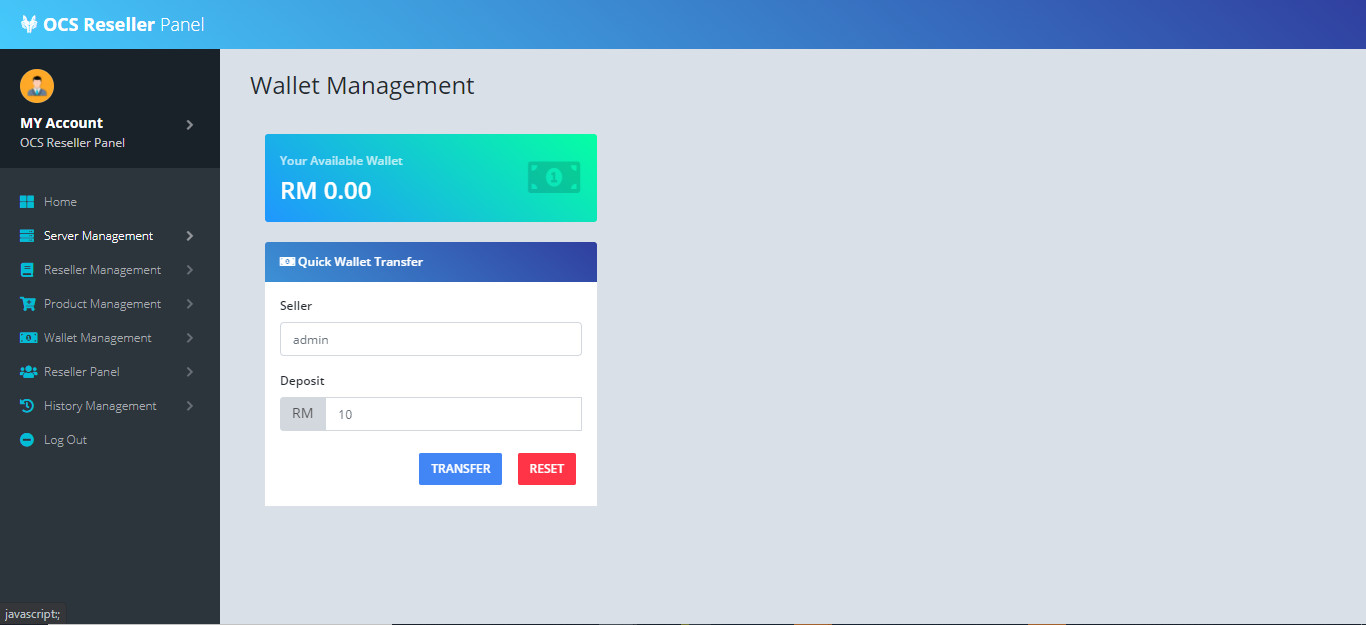 OCS Reseller Panel
MY Account
OCS Reseller Panel
Home
Server Management
Reseller Management
Product Management
Wallet Management
Reseller Panel
History Management
Log Out
javascript:;
Wallet Management
Your Available Wallet
RM 0.00
1
Quick Wallet Transfer
Seller
admin
Deposit
RM 10
TRANSFER RESET